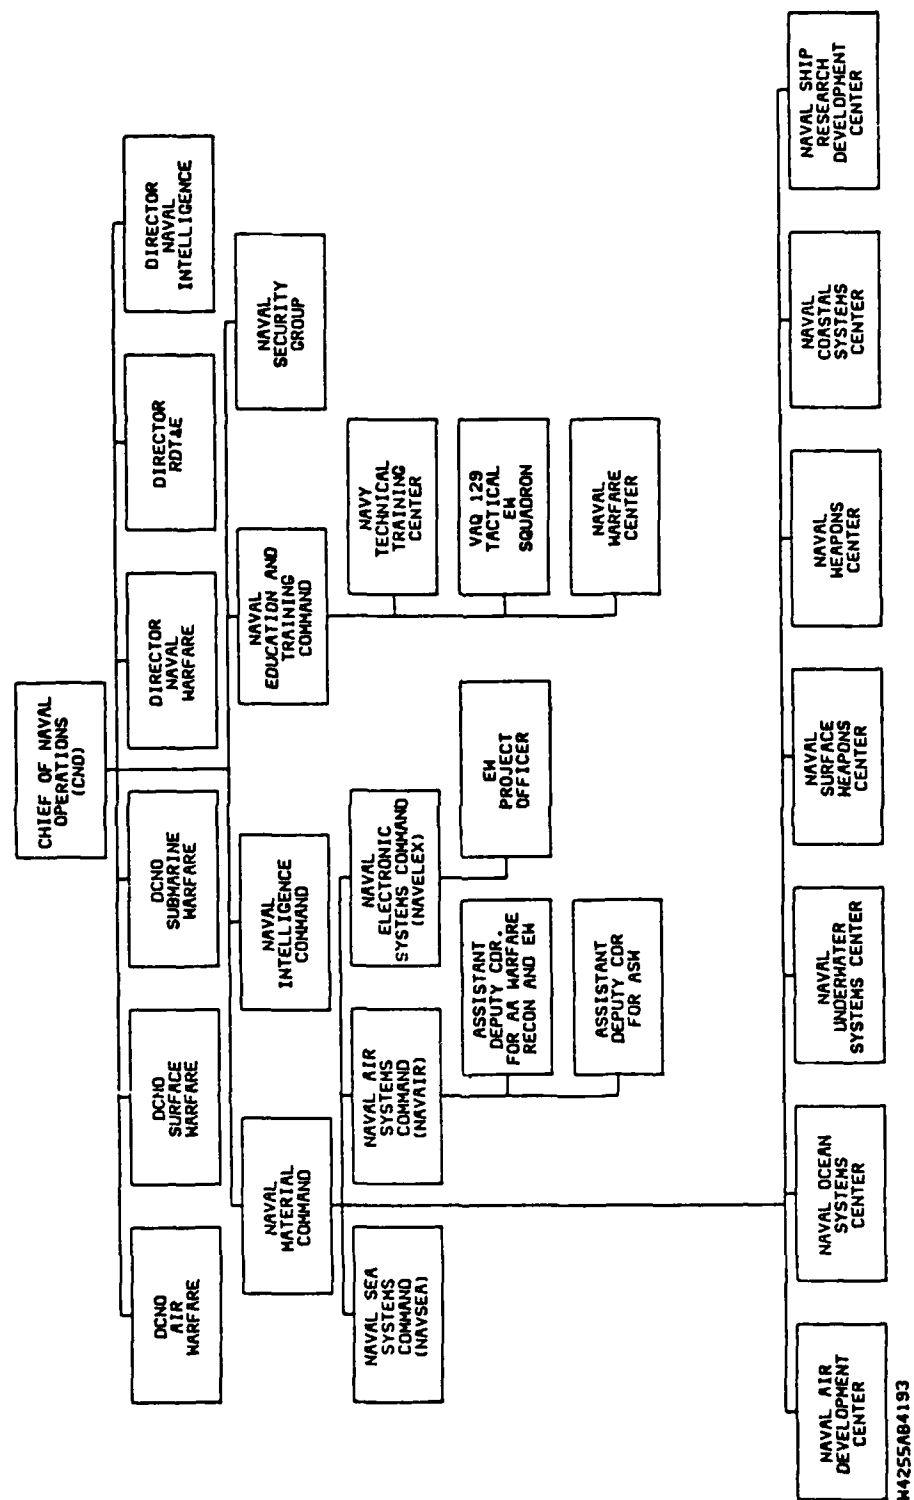 CHIEF OF NAVAL
OPERATIONS
(CNO)
DCNO
AIR
WARFARE
DCNO
SURFACE
WARFARE
DCNO
SUBMARINE
WARFARE
DIRECTOR
NAVAL
WARFARE
DIRECTOR
RDT&E
DIRECTOR
NAVAL
INTELLIGENCE
NAVAL
MATERIAL
COMMAND
NAVAL
INTELLIGENCE
COMMAND
NAVAL
EDUCATION AND
TRAINING
COMMAND
NAVAL
SECURITY
GROUP
NAVAL SEA
SYSTEMS
COMMAND
(NAVSEA)
NAVAL AIR
SYSTEMS
COMMAND
(NAVAIR)
NAVAL
ELECTRONIC
SYSTEMS COMMAND
(NAVELEX)
NAVY
TECHNICAL
TRAINING
CENTER
ASSISTANT
DEPUTY CDR.
FOR AA WARFARE
RECON AND EW
EW
PROJECT
OFFICER
VAQ 129
TACTICAL
EW
SQUADRON
ASSISTANT
DEPUTY CDR
FOR ASW
NAVAL
WARFARE
CENTER
NAVAL AIR
DEVELOPMENT
CENTER
NAVAL OCEAN
SYSTEMS
CENTER
NAVAL
UNDERWATER
SYSTEMS CENTER
NAVAL
SURFACE
WEAPONS
CENTER
NAVAL
WEAPONS
CENTER
NAVAL
COASTAL
SYSTEMS
CENTER
NAVAL SHIP
RESEARCH
DEVELOPMENT
CENTER
W4255AB4193